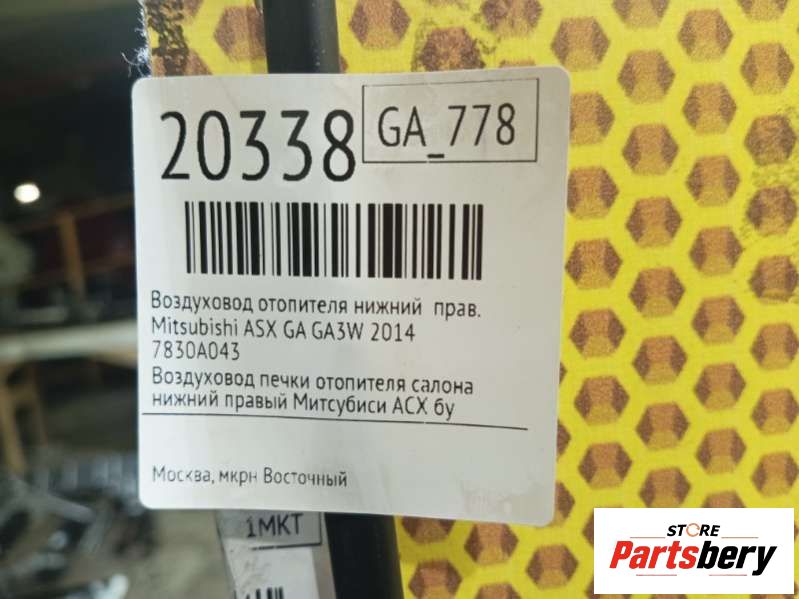 20338 GA_778
Воздуховод отопителя нижний прав.
Mitsubishi ASX GA GA3W 2014
7830A043
Воздуховод печки отопителя салона
нижний правый Митсубиси АСХ бу
Москва, мкрн Восточный
1МКТ
STORE
Partsbery